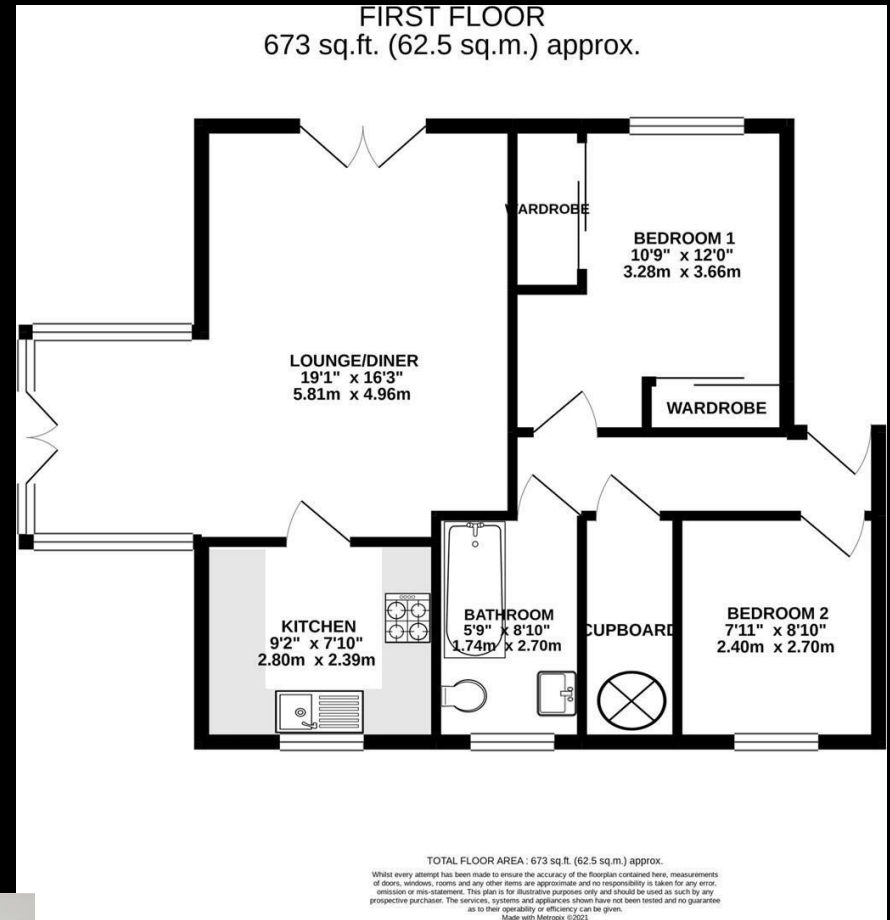 FIRST FLOOR
673 sq.ft. (62.5 sq.m.) approx.
WARDROBE
BEDROOM 1
10'9" x 12'0"
3.28m x 3.66m
LOUNGE/DINER
19'1" x 16'3"
5.81m x 4.96m
WARDROBE
KITCHEN
9'2" x 7'10"
2.80m x 2.39m
BATHROOM
5'9" x 8'10"
1.74m x 2.70m
CUPBOARD
BEDROOM 2
7'11" x 8'10"
2.40m x 2.70m
TOTAL FLOOR AREA : 673 sq.ft. (62.5 sq.m.) approx.
Whilst every attempt has been made to ensure the accuracy of the floorplan contained here, measurements
of doors, windows, rooms and any other items are approximate and no responsibility is taken for any error,
omission or mis-statement. This plan is for illustrative purposes only and should be used as such by any
prospective purchaser. The services, systems and appliances shown have not been tested and no guarantee
as to their operability or efficiency can be given.
Made with Metropix ©2021